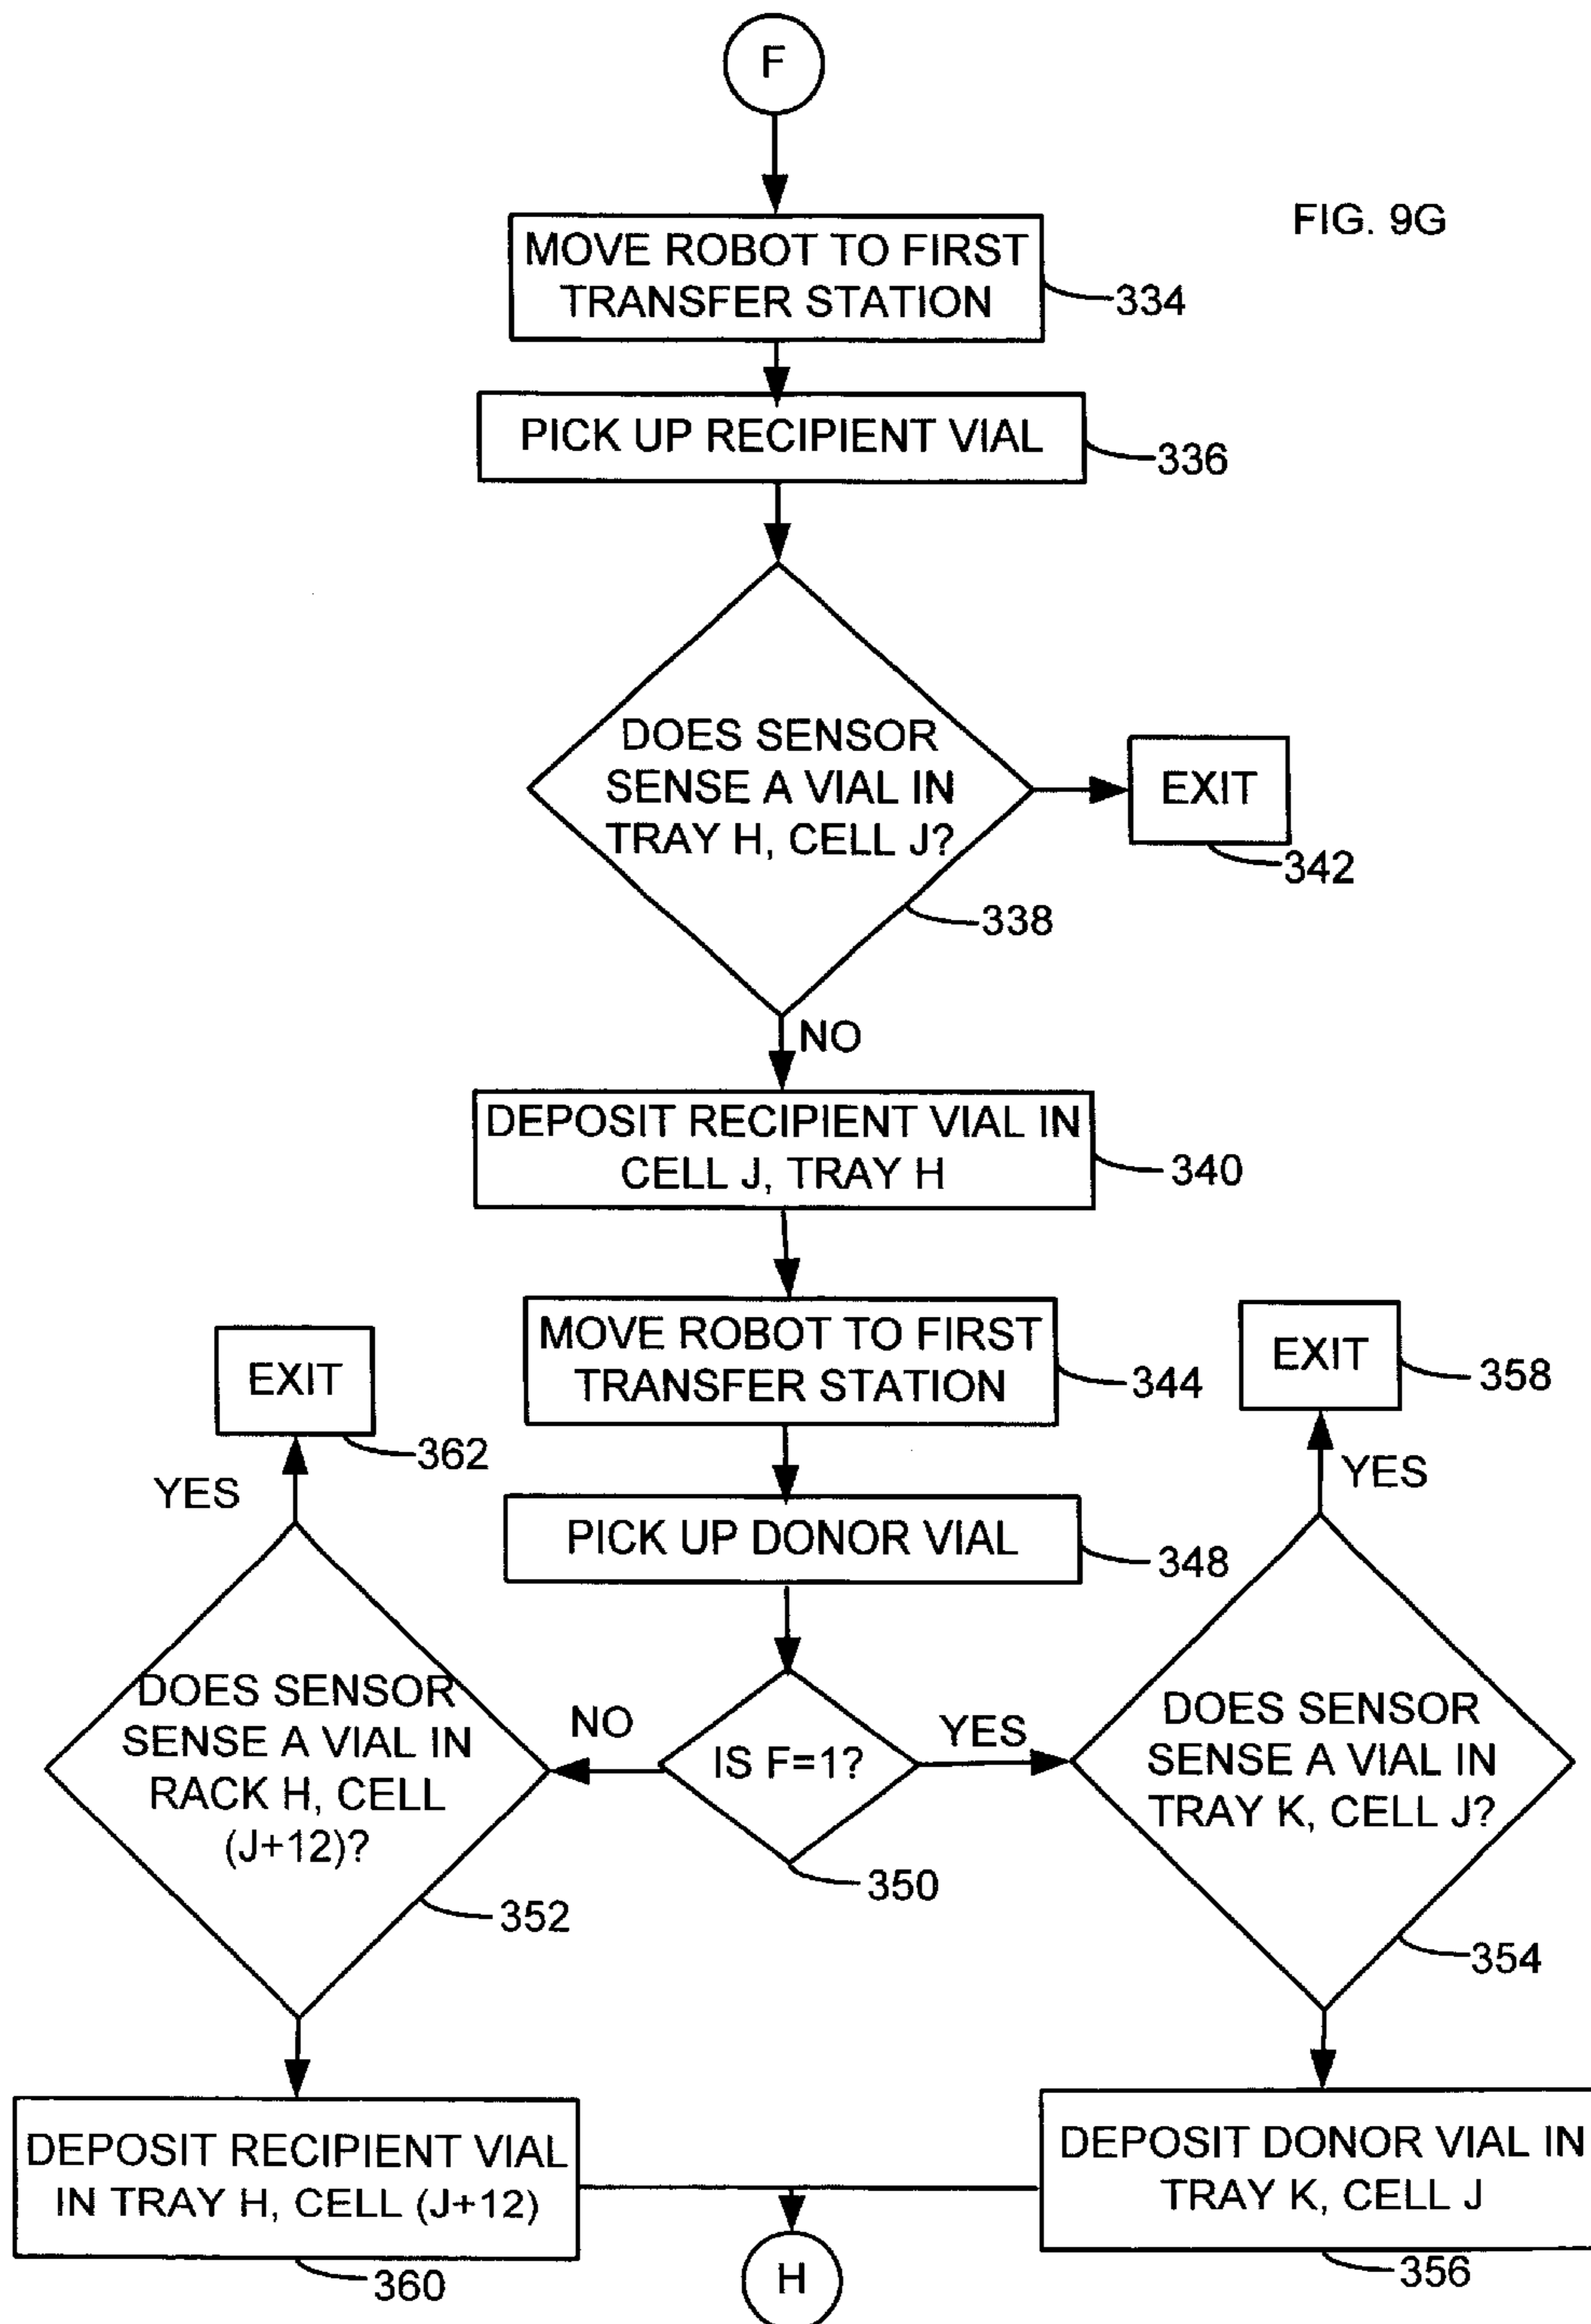 F
FIG. 9G
MOVE ROBOT TO FIRST
TRANSFER STATION
334
PICK UP RECIPIENT VIAL
336
DOES SENSOR
SENSE A VIAL IN
TRAY H, CELL J?
EXIT
342
338
NO
DEPOSIT RECIPIENT VIAL IN
CELL J, TRAY H
340
MOVE ROBOT TO FIRST
TRANSFER STATION
344
EXIT
362
YES
EXIT
358
YES
PICK UP DONOR VIAL
348
DOES SENSOR
SENSE A VIAL IN
RACK H, CELL
(J+12)?
352
NO
IS F=1?
350
YES
DOES SENSOR
SENSE A VIAL IN
TRAY K, CELL J?
354
DEPOSIT RECIPIENT VIAL
IN TRAY H, CELL (J+12)
360
DEPOSIT DONOR VIAL IN
TRAY K, CELL J
356
H